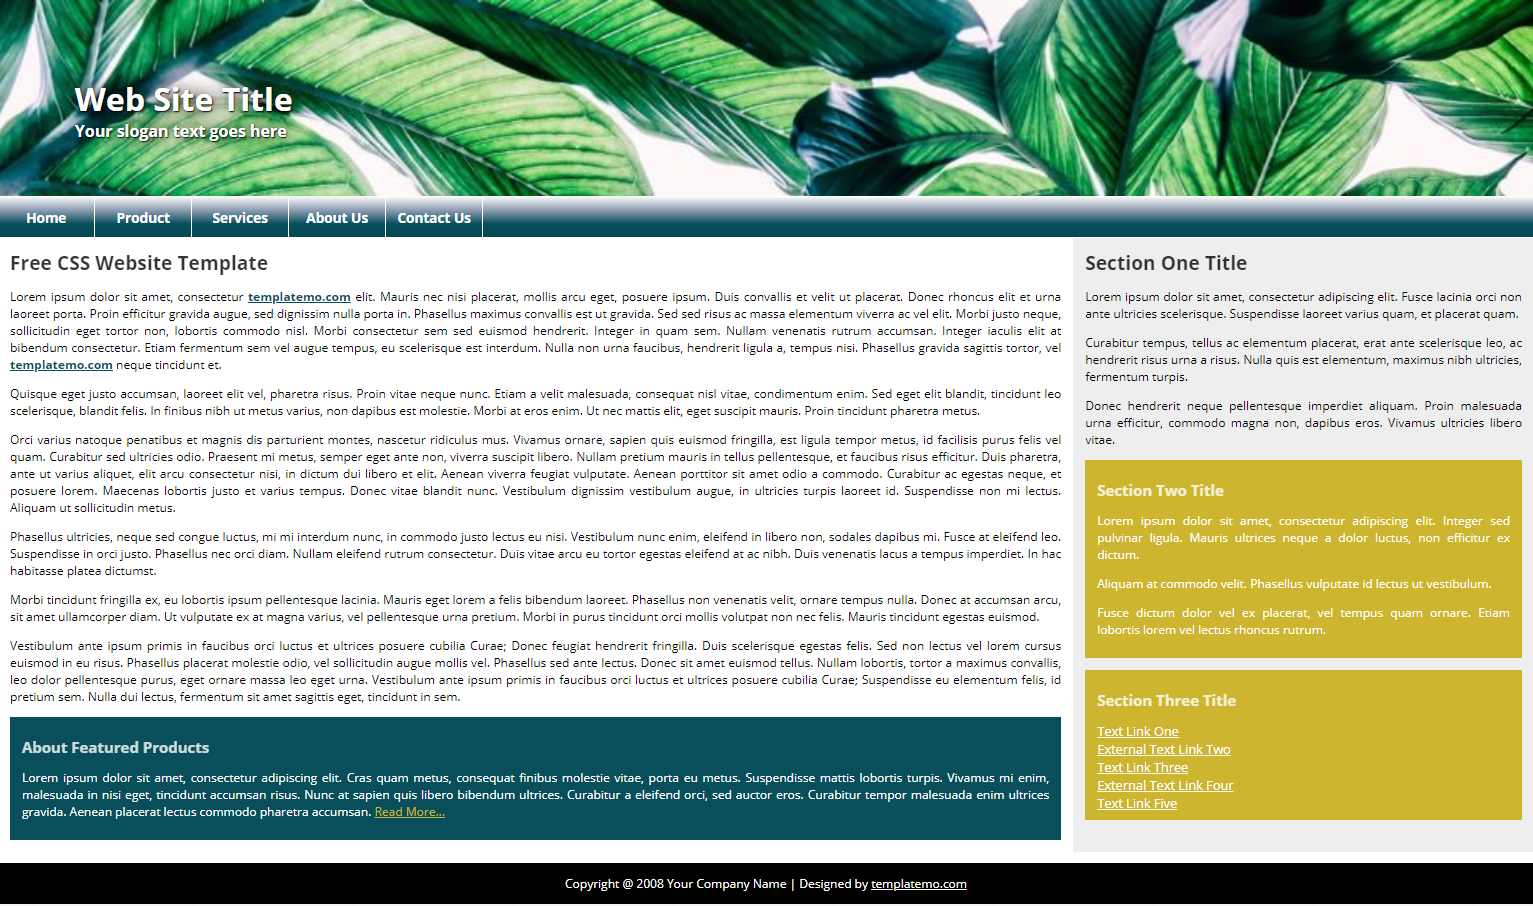 Web Site Title
Your slogan text goes here
Home
Product
Services
About Us
Contact Us
Free CSS Website Template
Lorem ipsum dolor sit amet, consectetur templatemo.com elit. Mauris nec nisi placerat, mollis arcu eget, posuere ipsum. Duis convallis et velit ut placerat. Donec rhoncus elit et urna
laoreet porta. Proin efficitur gravida augue, sed dignissim nulla porta in. Phasellus maximus convallis est ut gravida. Sed sed risus ac massa elementum viverra ac vel elit. Morbi justo neque,
sollicitudin eget tortor non, lobortis commodo nisl. Morbi consectetur sem sed euismod hendrerit. Integer in quam sem. Nullam venenatis rutrum accumsan. Integer iaculis elit at
bibendum consectetur. Etiam fermentum sem vel augue tempus, eu scelerisque est interdum. Nulla non urna faucibus, hendrerit ligula a, tempus nisi. Phasellus gravida sagittis tortor, vel
templatemo.com neque tincidunt et.
Quisque eget justo accumsan, laoreet elit vel, pharetra risus. Proin vitae neque nunc. Etiam a velit malesuada, consequat nisl vitae, condimentum enim. Sed eget elit blandit, tincidunt leo
scelerisque, blandit felis. In finibus nibh ut metus varius, non dapibus est molestie. Morbi at eros enim. Ut nec mattis elit, eget suscipit mauris. Proin tincidunt pharetra metus.
Orci varius natoque penatibus et magnis dis parturient montes, nascetur ridiculus mus. Vivamus ornare, sapien quis euismod fringilla, est ligula tempor metus, id facilisis purus felis vel
quam. Curabitur sed ultricies odio. Praesent mi metus, semper eget ante non, viverra suscipit libero. Nullam pretium mauris in tellus pellentesque, et faucibus risus efficitur. Duis pharetra,
ante ut varius aliquet, elit arcu consectetur nisi, in dictum dui libero et elit. Aenean viverra feugiat vulputate. Aenean porttitor sit amet odio a commodo. Curabitur ac egestas neque, et
posuere lorem. Maecenas lobortis justo et varius tempus. Donec vitae blandit nunc. Vestibulum dignissim vestibulum augue, in ultricies turpis laoreet id. Suspendisse non mi lectus.
Aliquam ut sollicitudin metus.
Phasellus ultricies, neque sed congue luctus, mi mi interdum nunc, in commodo justo lectus eu nisi. Vestibulum nunc enim, eleifend in libero non, sodales dapibus mi. Fusce at eleifend leo.
Suspendisse in orci justo. Phasellus nec orci diam. Nullam eleifend rutrum consectetur. Duis vitae arcu eu tortor egestas eleifend at ac nibh. Duis venenatis lacus a tempus imperdiet. In hac
habitasse platea dictumst.
Morbi tincidunt fringilla ex, eu lobortis ipsum pellentesque lacinia. Mauris eget lorem a felis bibendum laoreet. Phasellus non venenatis velit, ornare tempus nulla. Donec at accumsan arcu,
sit amet ullamcorper diam. Ut vulputate ex at magna varius, vel pellentesque urna pretium. Morbi in purus tincidunt orci mollis volutpat non nec felis. Mauris tincidunt egestas euismod.
Vestibulum ante ipsum primis in faucibus orci luctus et ultrices posuere cubilia Curae; Donec feugiat hendrerit fringilla. Duis scelerisque egestas felis. Sed non lectus vel lorem cursus
euismod in eu risus. Phasellus placerat molestie odio, vel sollicitudin augue mollis vel. Phasellus sed ante lectus. Donec sit amet euismod tellus. Nullam lobortis, tortor a maximus convallis,
leo dolor pellentesque purus, eget ornare massa leo eget urna. Vestibulum ante ipsum primis in faucibus orci luctus et ultrices posuere cubilia Curae; Suspendisse eu elementum felis, id
pretium sem. Nulla dui lectus, fermentum sit amet sagittis eget, tincidunt in sem.
About Featured Products
Lorem ipsum dolor sit amet, consectetur adipiscing elit. Cras quam metus, consequat finibus molestie vitae, porta eu metus. Suspendisse mattis lobortis turpis. Vivamus mi enim,
malesuada in nisi eget, tincidunt accumsan risus. Nunc at sapien quis libero bibendum ultrices. Curabitur a eleifend orci, sed auctor eros. Curabitur tempor malesuada enim ultrices
gravida. Aenean placerat lectus commodo pharetra accumsan. Read More...
Section One Title
Lorem ipsum dolor sit amet, consectetur adipiscing elit. Fusce lacinia orci non
ante ultricies scelerisque. Suspendisse laoreet varius quam, et placerat quam.
Curabitur tempus, tellus ac elementum placerat, erat ante scelerisque leo, ac
hendrerit risus urna a risus. Nulla quis est elementum, maximus nibh ultricies,
fermentum turpis.
Donec hendrerit neque pellentesque imperdiet aliquam. Proin malesuada
urna efficitur, commodo magna non, dapibus eros. Vivamus ultricies libero
vitae.
Section Two Title
Lorem ipsum dolor sit amet, consectetur adipiscing elit. Integer sed
pulvinar ligula. Mauris ultrices neque a dolor luctus, non efficitur ex
dictum.
Aliquam at commodo velit. Phasellus vulputate id lectus ut vestibulum.
Fusce dictum dolor vel ex placerat, vel tempus quam ornare. Etiam
lobortis lorem vel lectus rhoncus rutrum.
Section Three Title
Text Link One
External Text Link Two
Text Link Three
External Text Link Four
Text Link Five
Copyright @ 2008 Your Company Name | Designed by templatemo.com